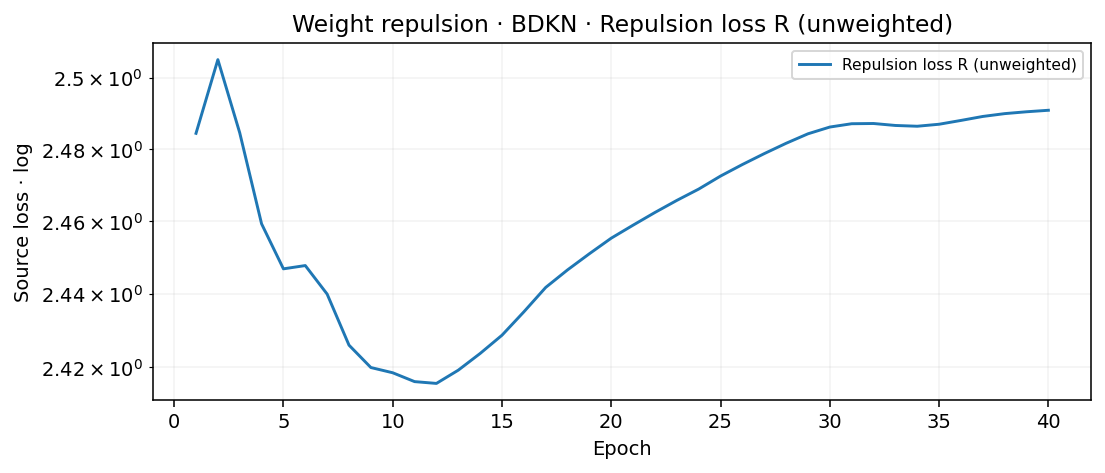 Weight repulsion · BDKN · Repulsion loss R (unweighted)
Repulsion loss R (unweighted)
Source loss · log
2.5 × 10⁰
2.48 × 10⁰
2.46 × 10⁰
2.44 × 10⁰
2.42 × 10⁰
0 5 10 15 20 25 30 35 40
Epoch